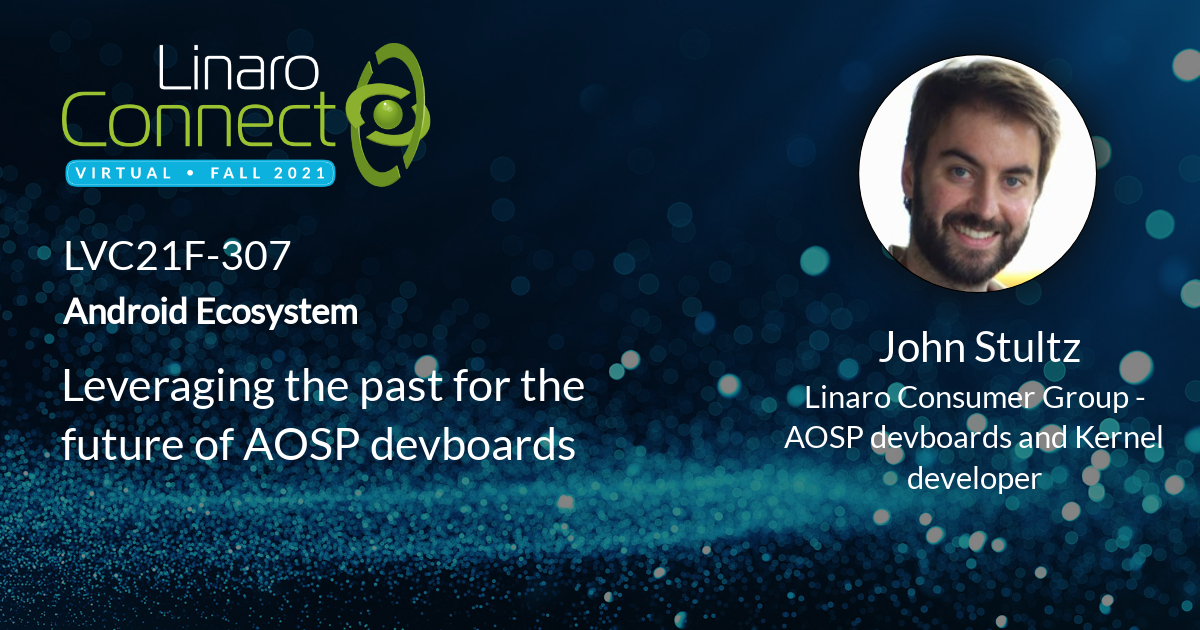 Linaro
Connect
VIRTUAL • FALL 2021
LVC21F-307
Android Ecosystem
Leveraging the past for the
future of AOSP devboards
John Stultz
Linaro Consumer Group -
AOSP devboards and Kernel
developer